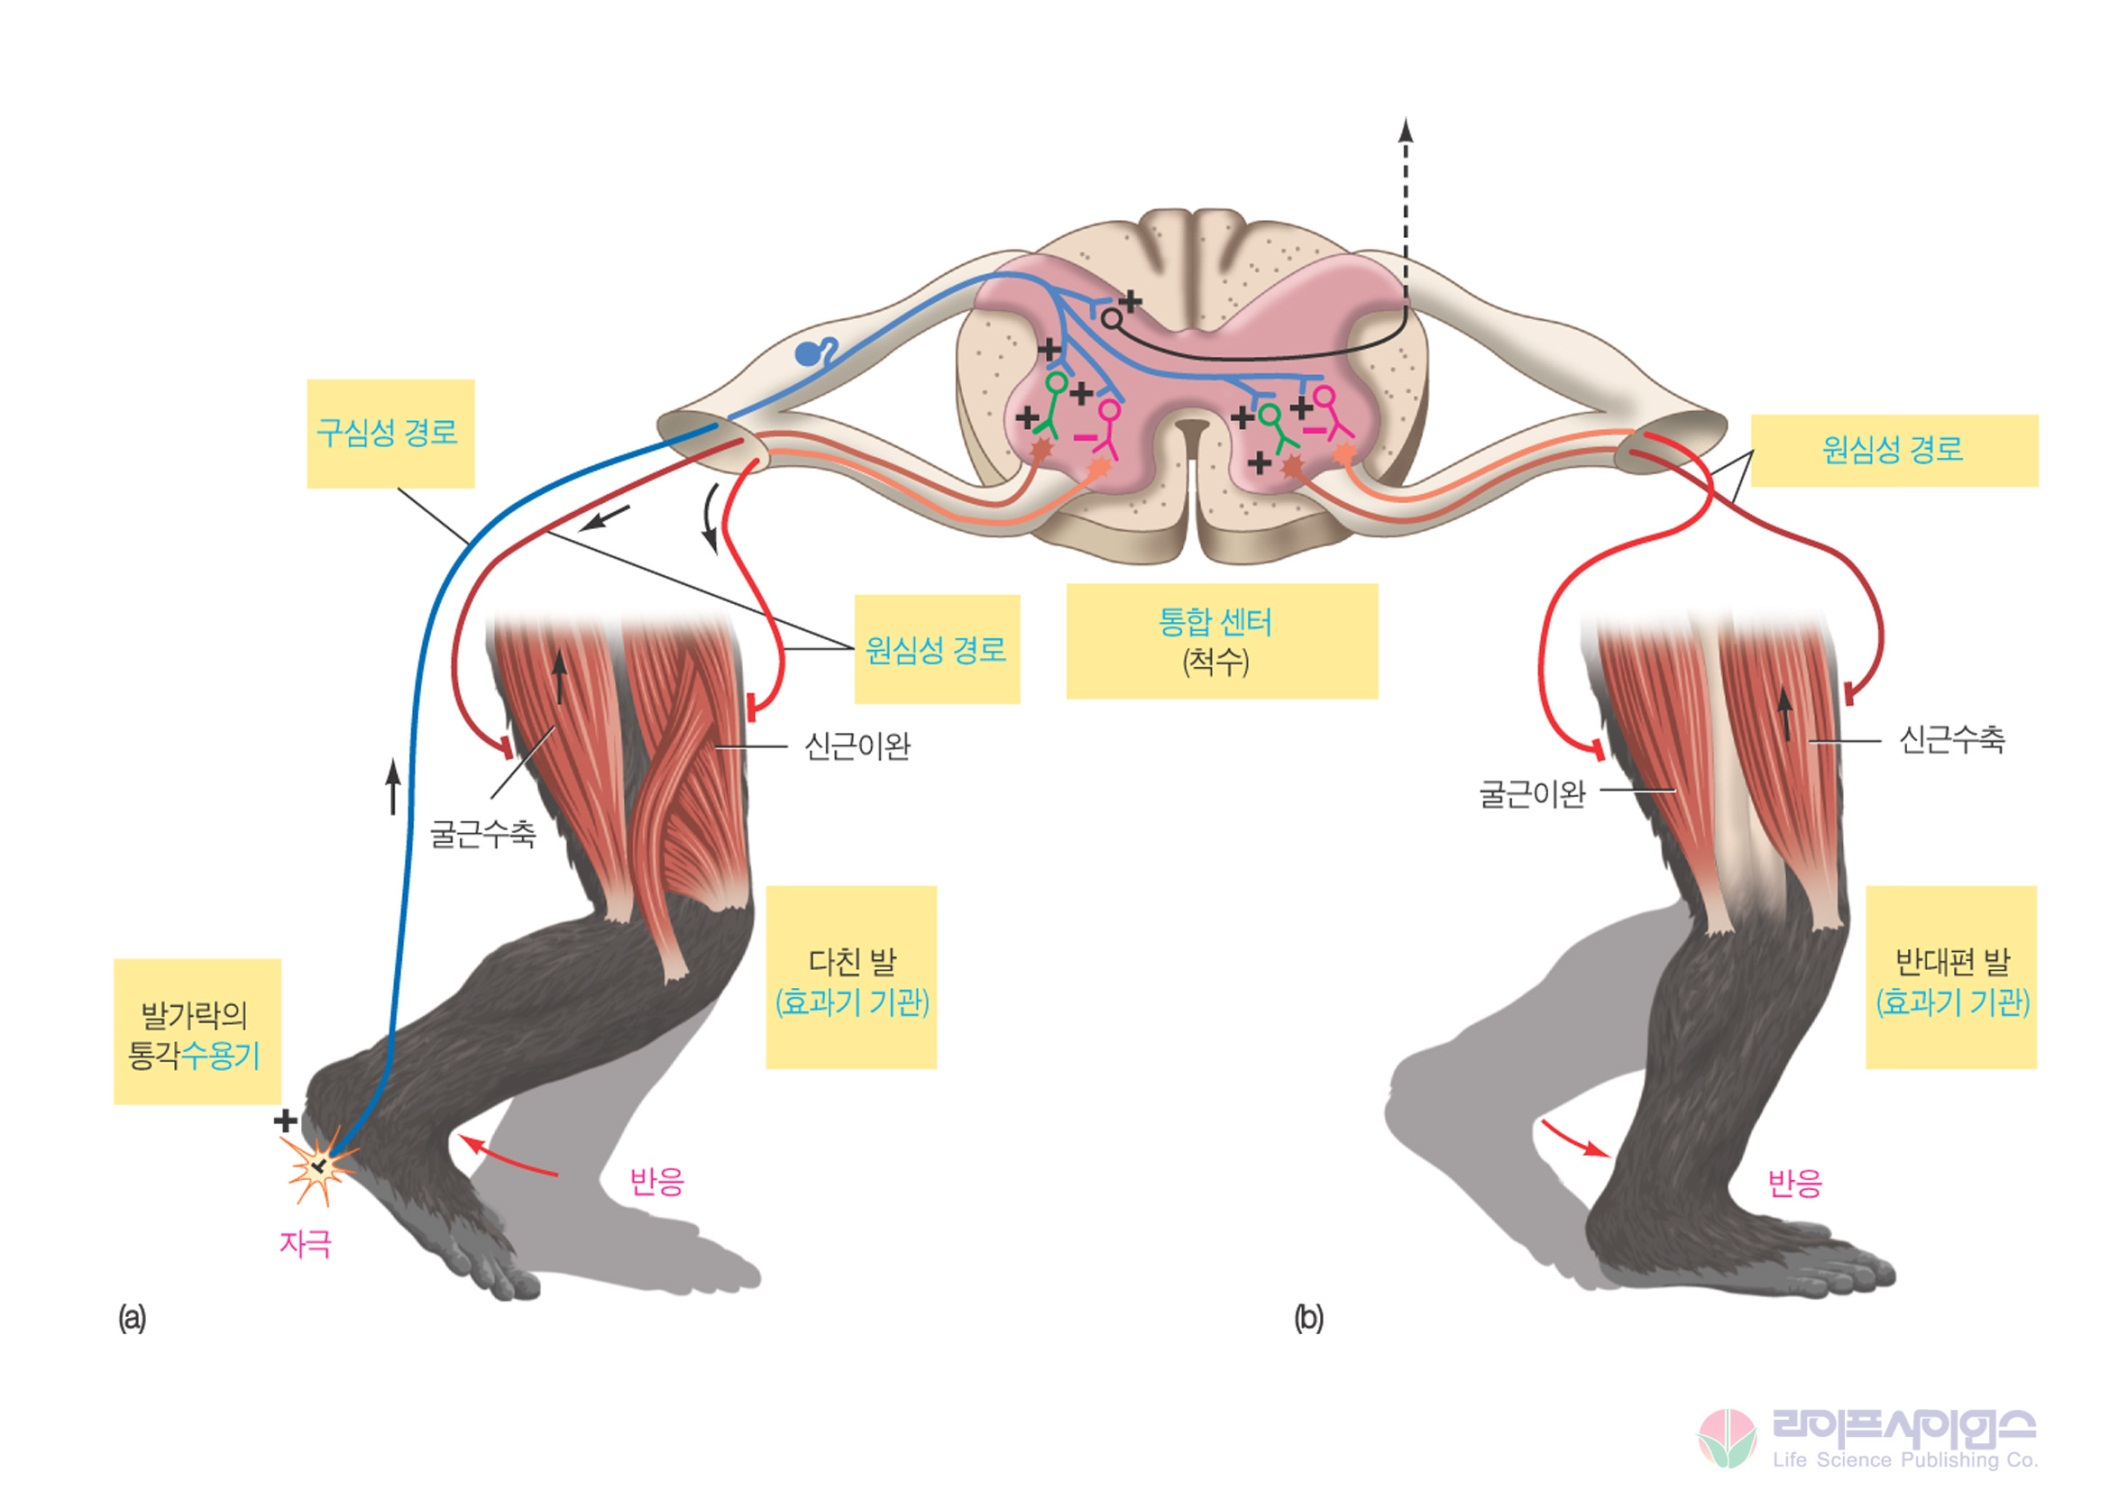 구심성 경로
원심성 경로
원심성 경로
통합 센터
(척수)
신근이완
굴근수축
신근수축
굴근이완
다친 발
(효과기 기관)
반대편 발
(효과기 기관)
발가락의
통각수용기
+
+
+
+
+
+
+
+
−
−
반응
반응
자극
(a)
(b)
라이프사이언스
Life Science Publishing Co.